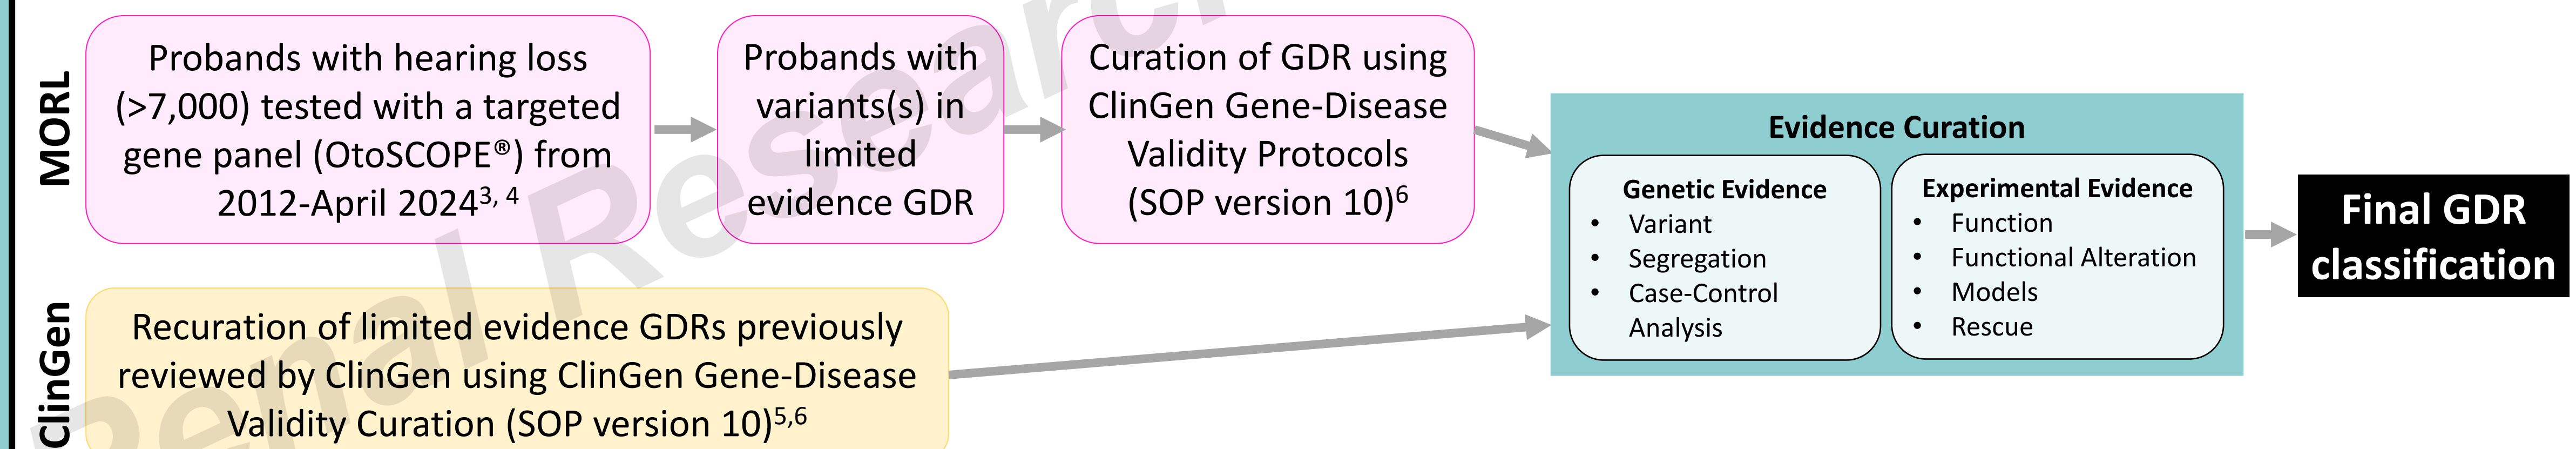 MORL
Probands with hearing loss
(>7,000) tested with a targeted
gene panel (OtoSCOPE®) from
2012-April 2024³, ⁴
Probands with
variants(s) in
limited
evidence GDR
Curation of GDR using
ClinGen Gene-Disease
Validity Protocols
(SOP version 10)⁶
ClinGen
Recuration of limited evidence GDRs previously
reviewed by ClinGen using ClinGen Gene-Disease
Validity Curation (SOP version 10)⁵,⁶
Evidence Curation
Genetic Evidence
• Variant
• Segregation
• Case-Control
Analysis
Experimental Evidence
• Function
• Functional Alteration
• Models
• Rescue
Final GDR
classification
Renal Research